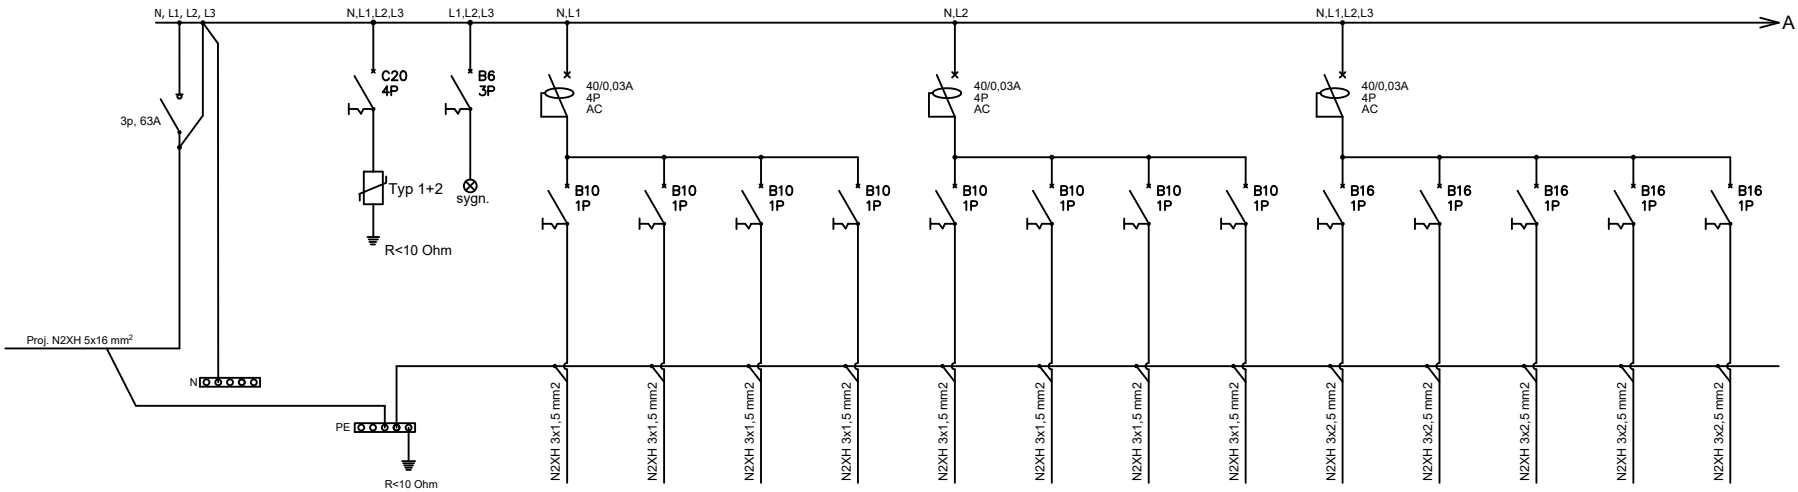 N, L1, L2, L3
N,L1,L2,L3
L1,L2,L3
N,L1
N,L2
N,L1,L2,L3
A
3p, 63A
C20
4P
B6
3P
40/0,03A
4P
AC
40/0,03A
4P
AC
40/0,03A
4P
AC
Typ 1+2
sygn.
R<10 Ohm
B10
1P
B10
1P
B10
1P
B10
1P
B10
1P
B10
1P
B10
1P
B10
1P
B16
1P
B16
1P
B16
1P
B16
1P
B16
1P
Proj. N2XH 5x16 mm²
N
PE
R<10 Ohm
N2XH 3x1,5 mm2
N2XH 3x1,5 mm2
N2XH 3x1,5 mm2
N2XH 3x1,5 mm2
N2XH 3x1,5 mm2
N2XH 3x1,5 mm2
N2XH 3x1,5 mm2
N2XH 3x1,5 mm2
N2XH 3x2,5 mm2
N2XH 3x2,5 mm2
N2XH 3x2,5 mm2
N2XH 3x2,5 mm2
N2XH 3x2,5 mm2